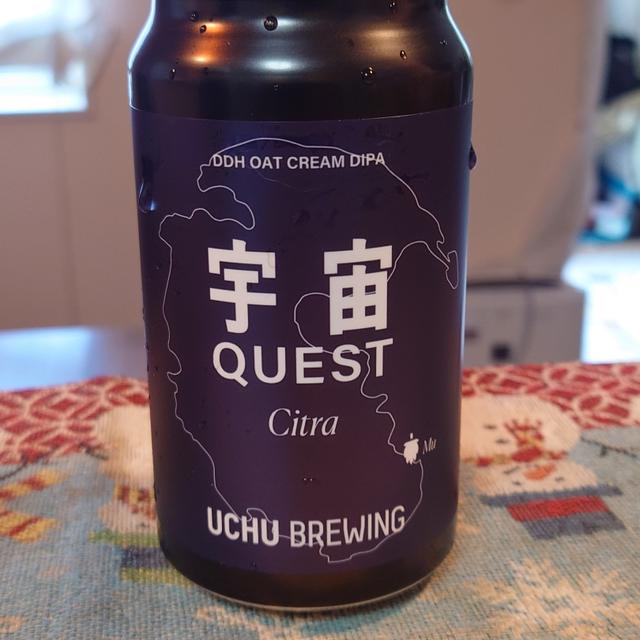 DDH OAT CREAM DIPA
宇宙
QUEST
Citra
Mu
UCHU BREWING